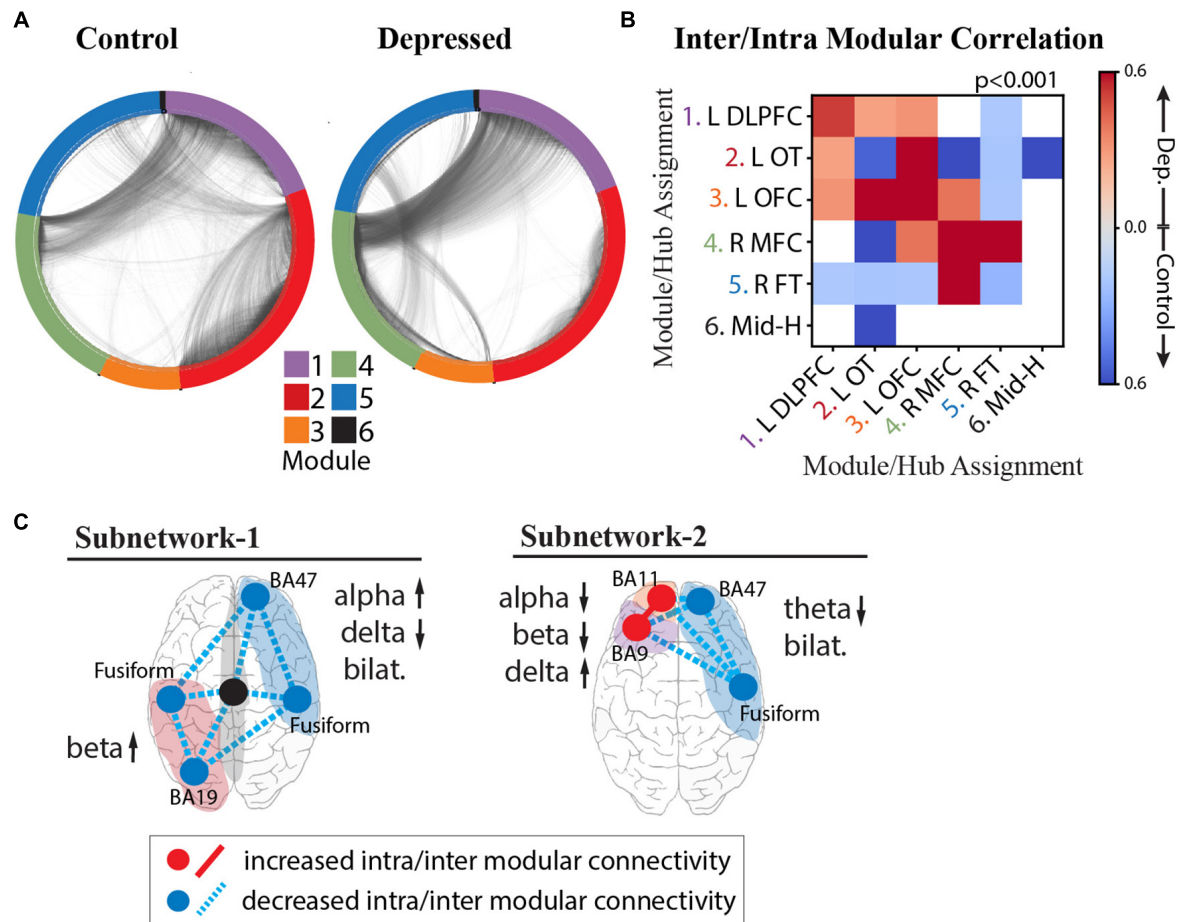 A
Control
Depressed
1
4
2
5
3
6
Module
B
Inter/Intra Modular Correlation
p<0.001
Module/Hub Assignment
1. L DLPFC
2. L OT
3. L OFC
4. R MFC
5. R FT
6. Mid-H
1. L DLPFC
2. L OT
3. L OFC
4. R MFC
5. R FT
6. Mid-H
Module/Hub Assignment
0.6
0.0
0.6
Dep.
Control
C
Subnetwork-1
BA47
alpha ↑
delta ↓
bilat.
Fusiform
Fusiform
beta ↑
BA19
Subnetwork-2
BA11
BA47
alpha ↓
beta ↓
delta ↑
BA9
theta ↓
bilat.
Fusiform
increased intra/inter modular connectivity
decreased intra/inter modular connectivity